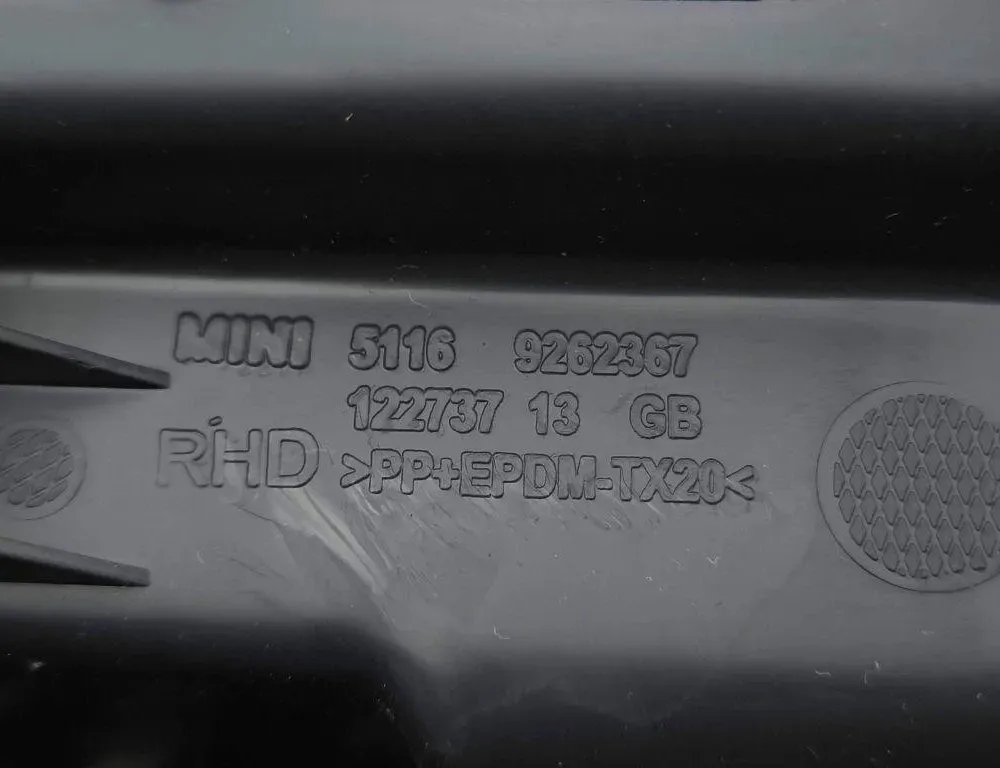 MINI 5116 9262367
122737 13 GB
RHD >PP+EPDM-TX20<